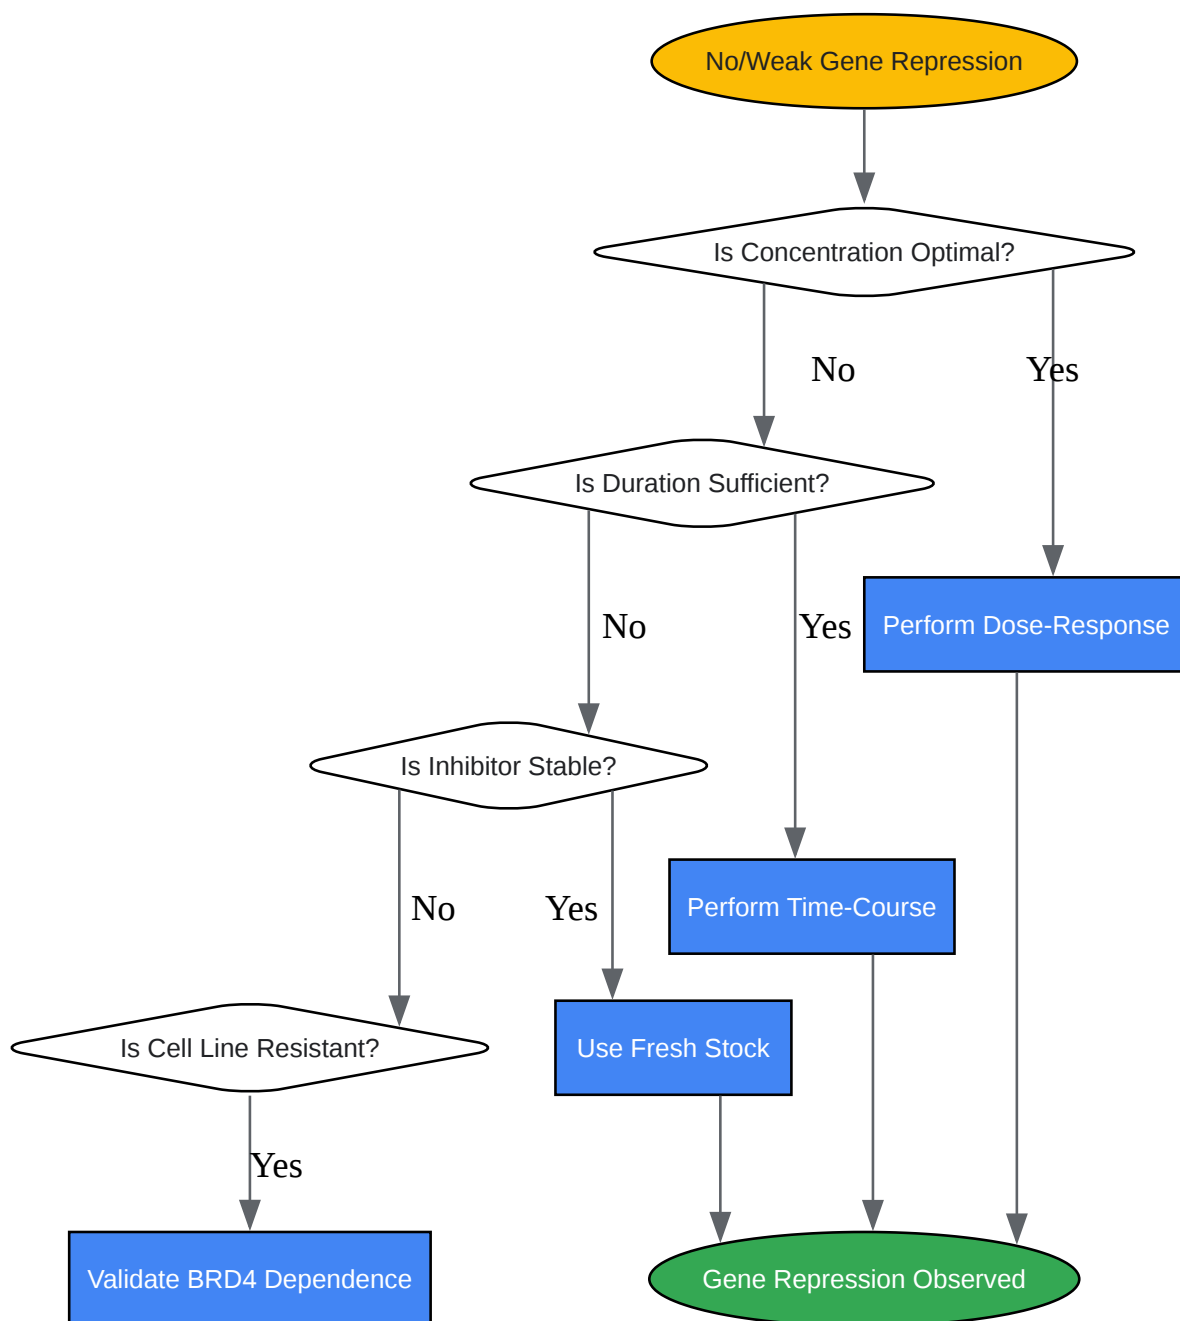 No/Weak Gene Repression
Is Concentration Optimal?
No
Yes
Is Duration Sufficient?
No
Yes
Perform Dose-Response
Is Inhibitor Stable?
No
Yes
Perform Time-Course
Is Cell Line Resistant?
Use Fresh Stock
Yes
Validate BRD4 Dependence
Gene Repression Observed